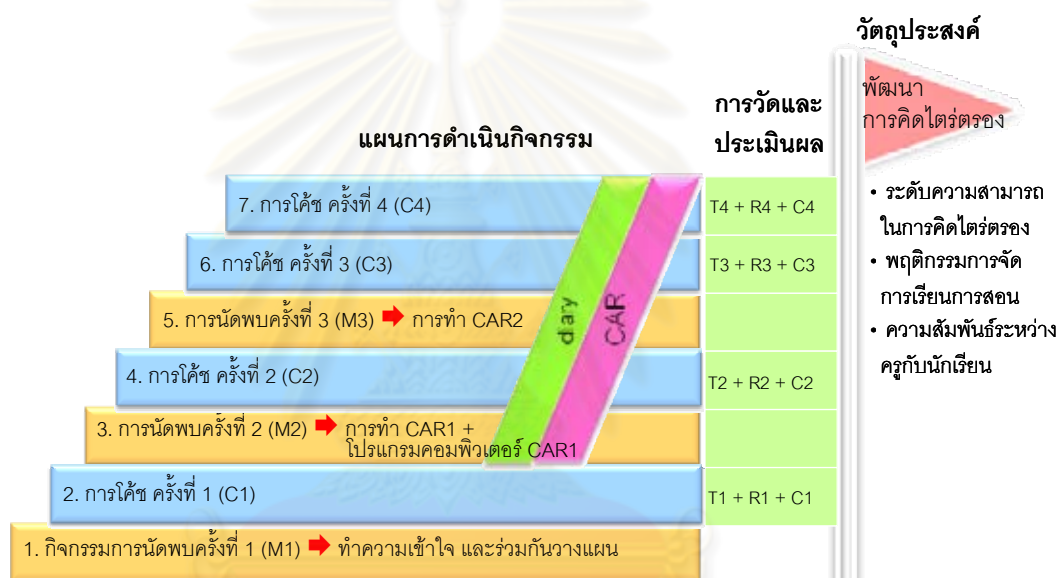 วัตถุประสงค์
พัฒนา
การคิดไตร่ตรอง
การวัดและ
ประเมินผล
แผนการดำเนินกิจกรรม
7. การโค้ช ครั้งที่ 4 (C4)
T4 + R4 + C4
6. การโค้ช ครั้งที่ 3 (C3)
T3 + R3 + C3
5. การนัดพบครั้งที่ 3 (M3) ➡ การทำ CAR2
4. การโค้ช ครั้งที่ 2 (C2)
T2 + R2 + C2
3. การนัดพบครั้งที่ 2 (M2) ➡ การทำ CAR1 +
โปรแกรมคอมพิวเตอร์ CAR1
2. การโค้ช ครั้งที่ 1 (C1)
T1 + R1 + C1
1. กิจกรรมการนัดพบครั้งที่ 1 (M1) ➡ ทำความเข้าใจ และร่วมกันวางแผน
diary
CAR
• ระดับความสามารถ
ในการคิดไตร่ตรอง
• พฤติกรรมการจัด
การเรียนการสอน
• ความสัมพันธ์ระหว่าง
ครูกับนักเรียน